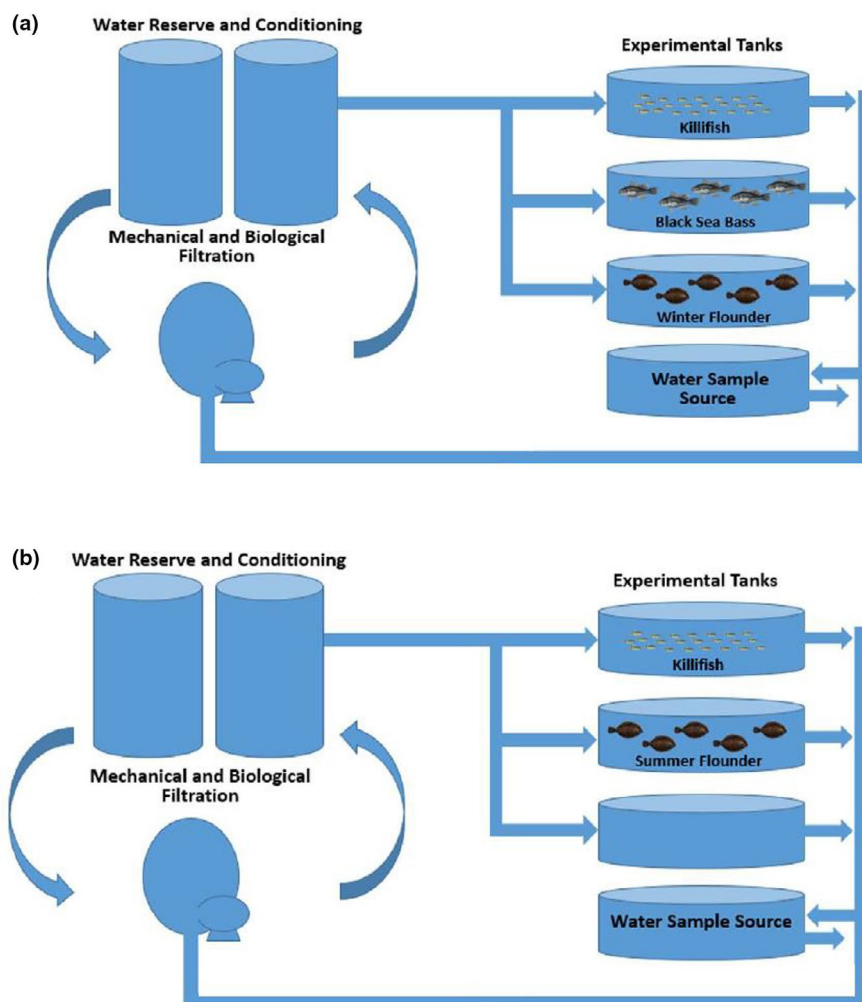 (a)
Water Reserve and Conditioning
Experimental Tanks
Killifish
Black Sea Bass
Mechanical and Biological
Filtration
Winter Flounder
Water Sample
Source
(b)
Water Reserve and Conditioning
Experimental Tanks
Killifish
Summer Flounder
Mechanical and Biological
Filtration
Water Sample Source